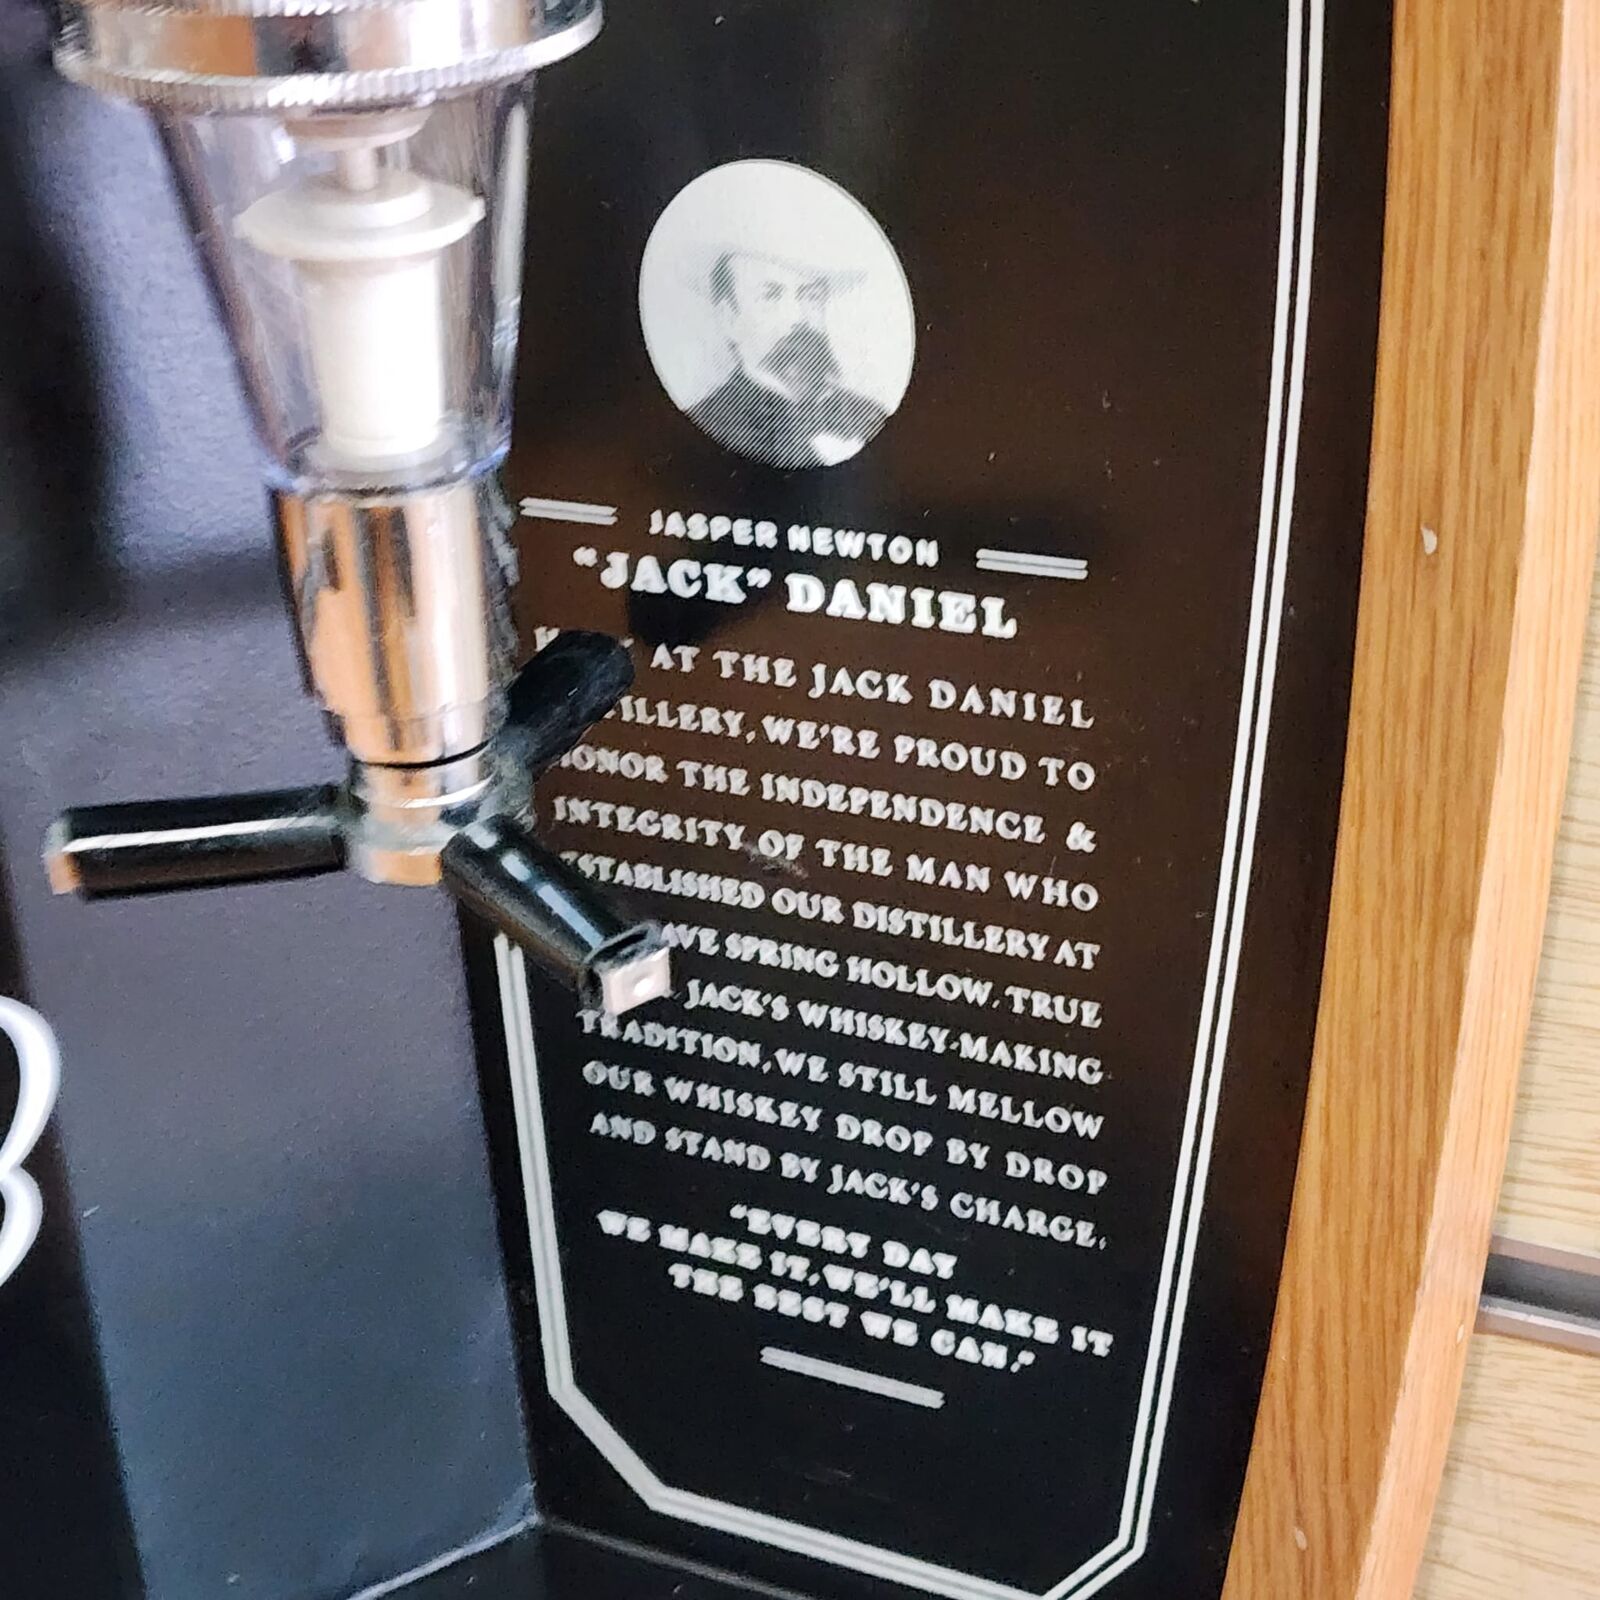 JASPER NEWTON
"JACK" DANIEL
AT THE JACK DANIEL
WE'RE PROUD TO
HONOR THE INDEPENDENCE &
INTEGRITY OF THE MAN WHO
ESTABLISHED OUR DISTILLERY AT
SPRING HOLLOW. TRUE
JACK'S WHISKEY-MAKING
TRADITION, WE STILL MELLOW
OUR WHISKEY DROP BY DROP
AND STAND BY JACK'S CHARGE,
"EVERY DAY
WE MAKE IT, WE'LL MAKE IT
THE BEST WE CAN."